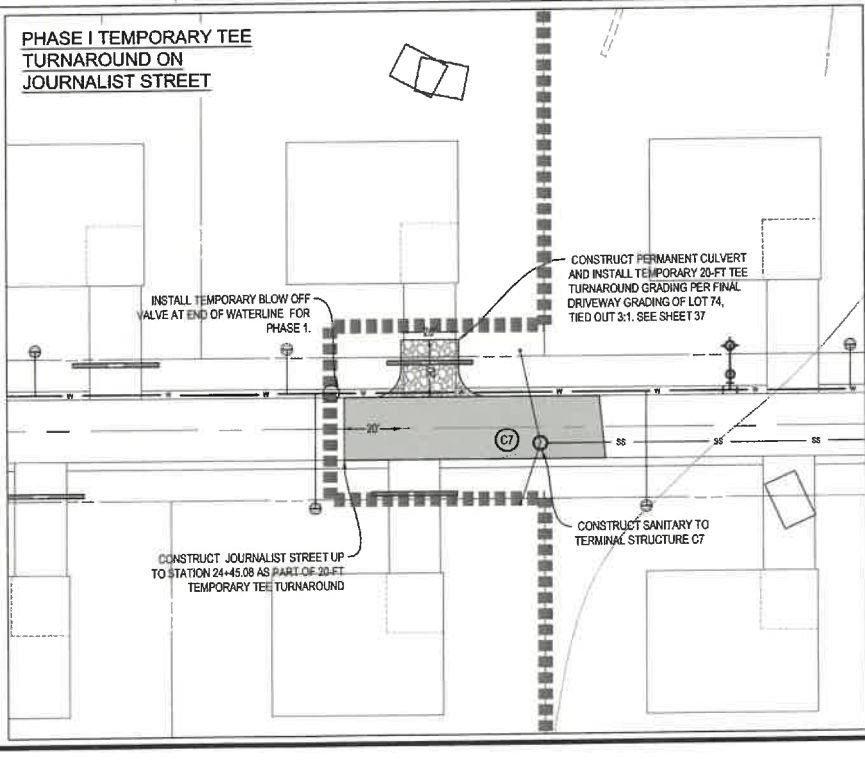 PHASE I TEMPORARY TEE
TURNAROUND ON
JOURNALIST STREET
CONSTRUCT PERMANENT CULVERT
AND INSTALL TEMPORARY 20-FT TEE
TURNAROUND GRADING PER FINAL
DRIVEWAY GRADING OF LOT 74,
TIED OUT 3:1. SEE SHEET 37
INSTALL TEMPORARY BLOW OFF
VALVE AT END OF WATERLINE FOR
PHASE 1.
20'
W W W W W W W W
20'
C7
SS SS SS
CONSTRUCT SANITARY TO
TERMINAL STRUCTURE C7
CONSTRUCT JOURNALIST STREET UP
TO STATION 24+45.08 AS PART OF 20-FT
TEMPORARY TEE TURNAROUND